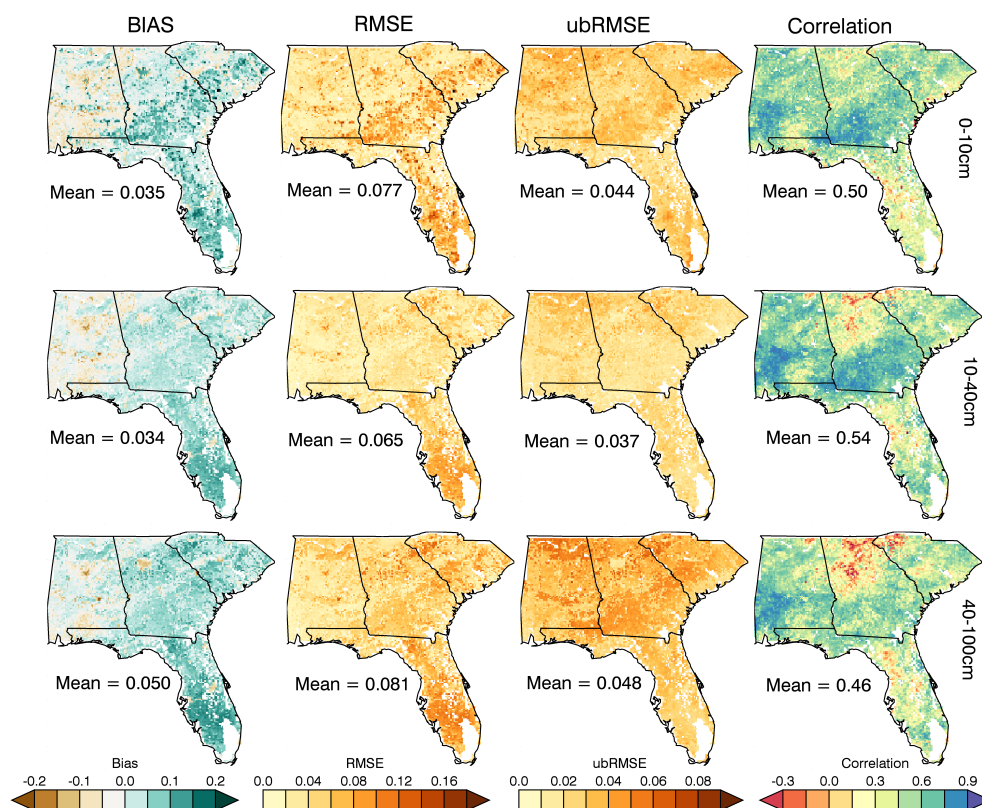 BIAS RMSE ubRMSE Correlation
0-10cm
Mean = 0.035 Mean = 0.077 Mean = 0.044 Mean = 0.50
10-40cm
Mean = 0.034 Mean = 0.065 Mean = 0.037 Mean = 0.54
40-100cm
Mean = 0.050 Mean = 0.081 Mean = 0.048 Mean = 0.46
Bias RMSE ubRMSE Correlation
-0.2 -0.1 0.0 0.1 0.2 0.0 0.04 0.08 0.12 0.16 0.0 0.02 0.04 0.06 0.08 -0.3 0.0 0.3 0.6 0.9